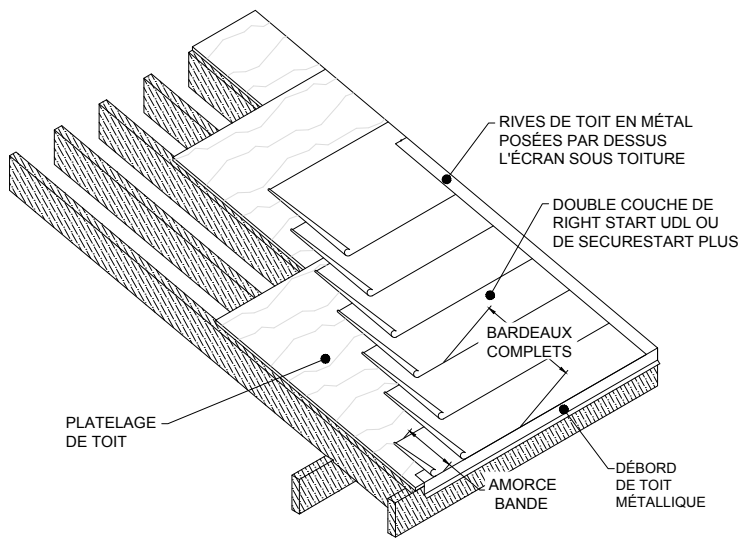 RIVES DE TOIT EN MÉTAL
POSÉES PAR DESSUS
L'ÉCRAN SOUS TOITURE
DOUBLE COUCHE DE
RIGHT START UDL OU
DE SECURESTART PLUS
BARDEAUX
COMPLETS
PLATELAGE
DE TOIT
AMORCE
BANDE
DÉBORD
DE TOIT
MÉTALLIQUE